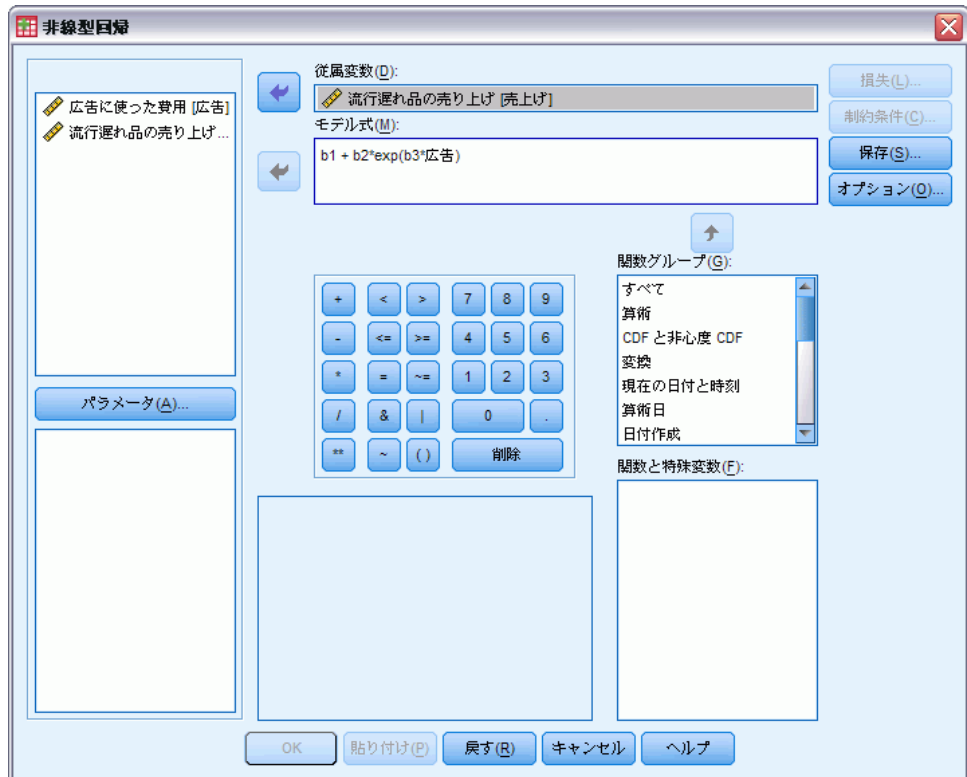 非線型回帰
従属変数(D):
流行遅れ品の売り上げ [売上げ]
モデル式(M):
b1 + b2*exp(b3*広告)
広告に使った費用 [広告]
流行遅れ品の売り上げ...
損失(L)...
制約条件(C)...
保存(S)...
オプション(O)...
パラメータ(A)...
+ < > 7 8 9
- <= >= 4 5 6
* = ~= 1 2 3
/ & | 0 .
** ~ ( ) 削除
関数グループ(G):
すべて
算術
CDF と非心度 CDF
変換
現在の日付と時刻
算術日
日付作成
関数と特殊変数(F):
OK 貼り付け(P) 戻す(R) キャンセル ヘルプ